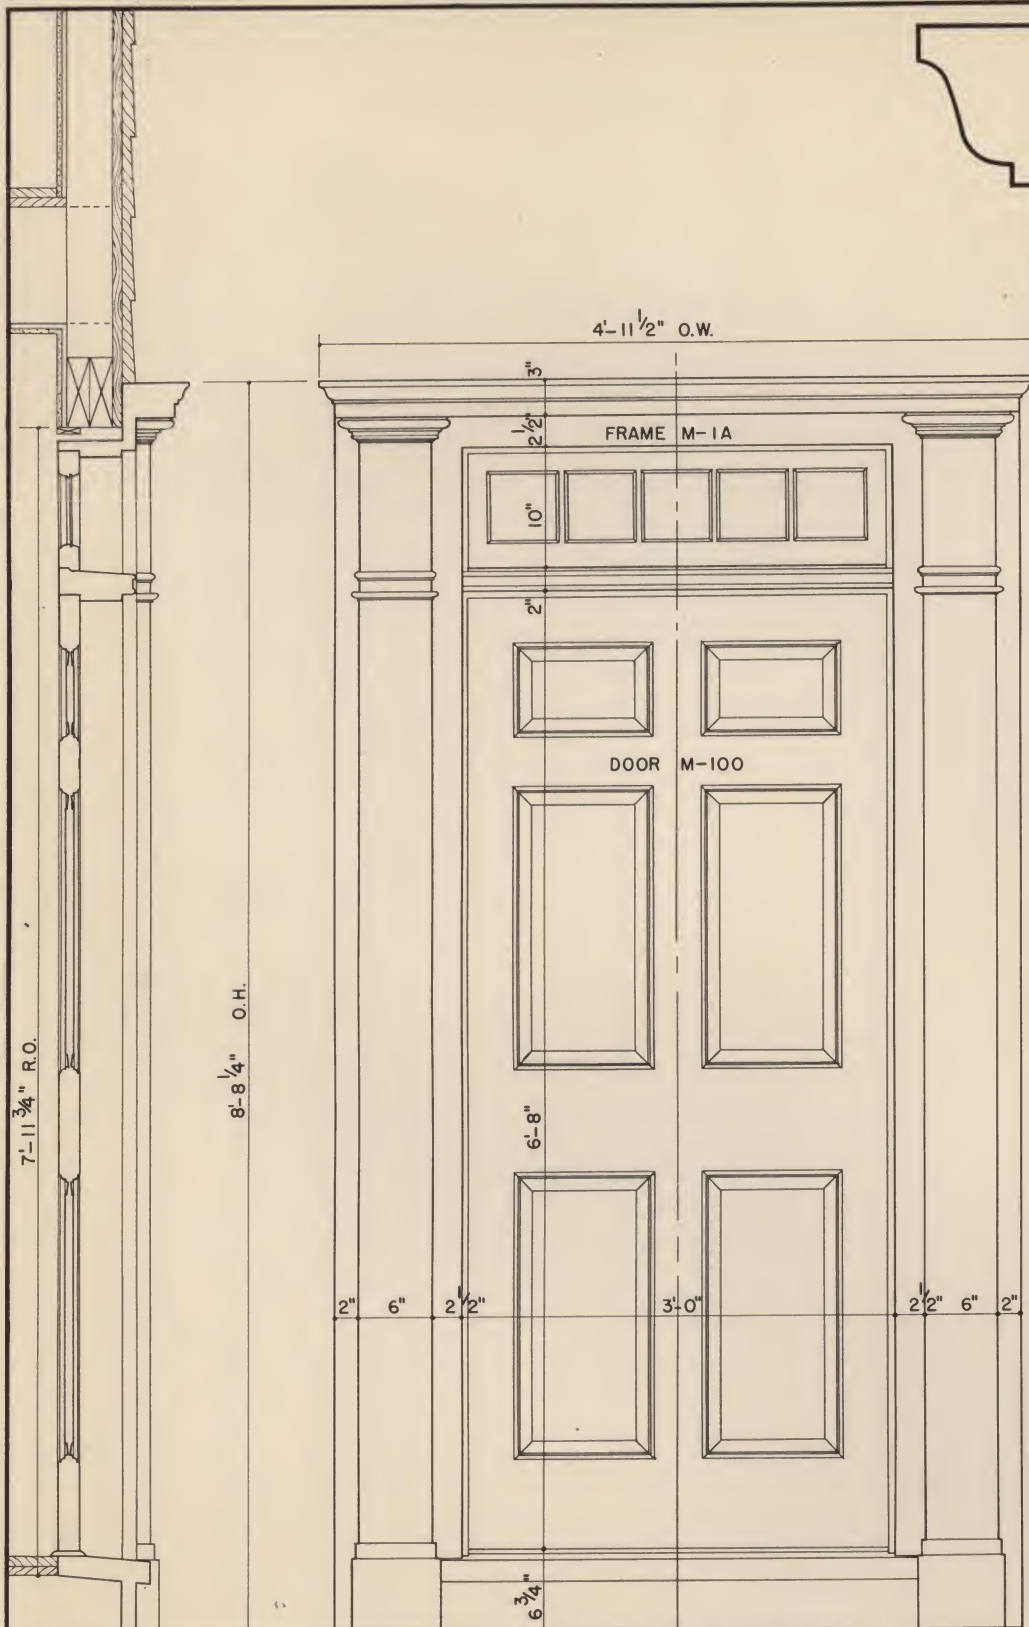 4'-11 1/2" O.W.
3"
2 1/2"
FRAME M-1A
10"
2"
DOOR M-100
7'-11 3/4" R.O.
8'-8 1/4" O.H.
6'-8"
2" 6" 2 1/2" 3'-0" 2 1/2" 6" 2"
6 3/4"